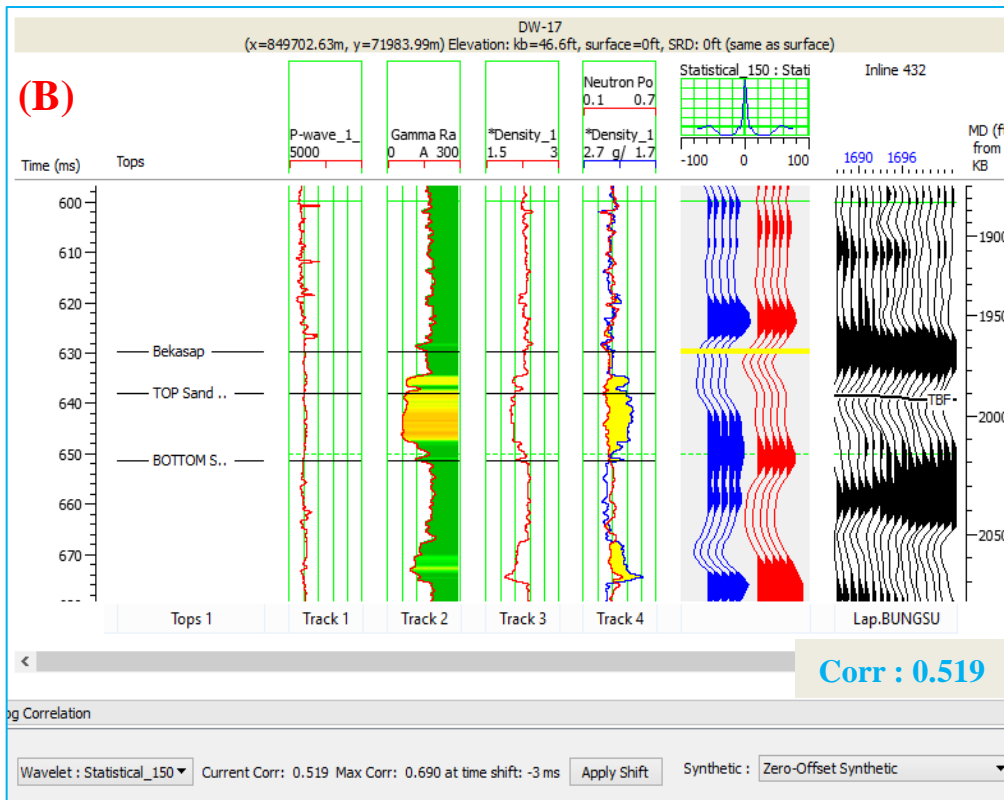 DW-17
(x=849702.63m, y=71983.99m) Elevation: kb=46.6ft, surface=0ft, SRD: 0ft (same as surface)
(B)
Time (ms)
Tops
P-wave_1_
5000
Gamma Ra
0 A 300
*Density_1
1.5 3
Neutron Po
0.1 0.7
*Density_1
2.7 g/ 1.7
Statistical_150 : Stati
-100 0 100
Inline 432
1690 1696
MD (f
from
KB
600
610
620
630
640
650
660
670
Bekasap
TOP Sand ..
BOTTOM S..
TBF
1900
1950
2000
2050
Tops 1
Track 1
Track 2
Track 3
Track 4
Lap.BUNGSU
Corr : 0.519
og Correlation
Wavelet : Statistical_150 Current Corr: 0.519 Max Corr: 0.690 at time shift: -3 ms Apply Shift Synthetic : Zero-Offset Synthetic